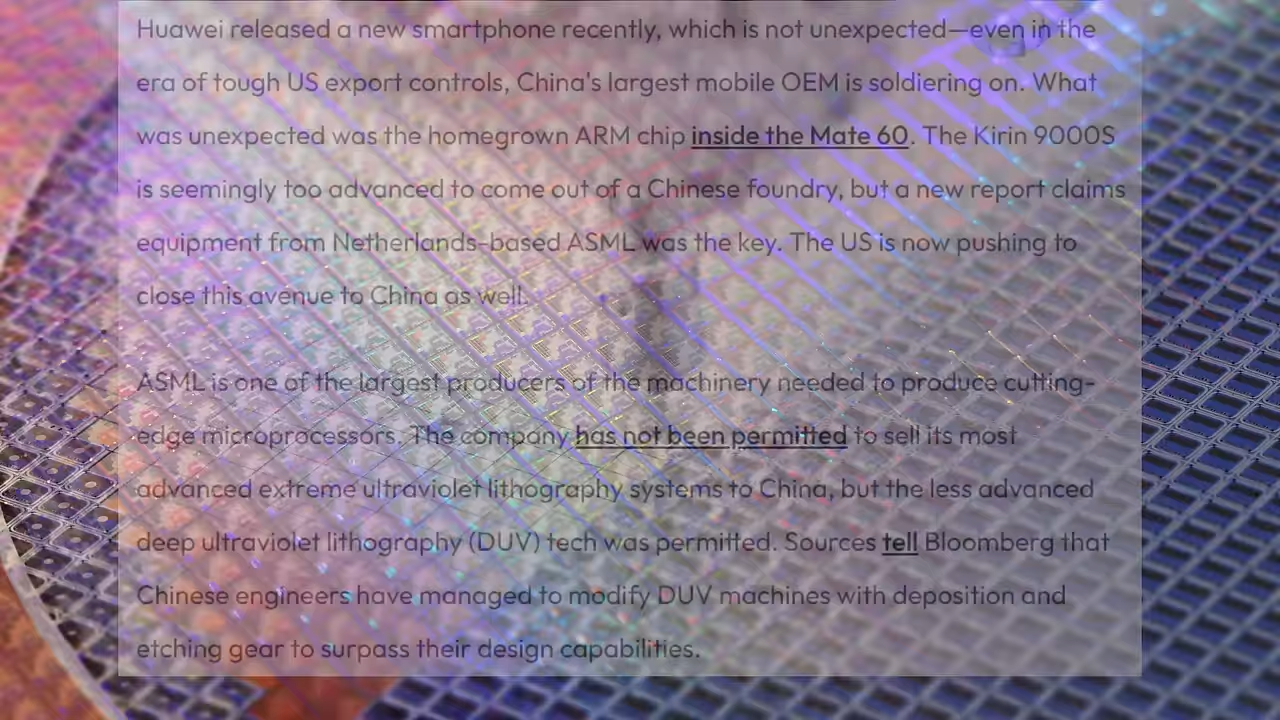 Huawei released a new smartphone recently, which is not unexpected—even in the
era of tough US export controls, China's largest mobile OEM is soldiering on. What
was unexpected was the homegrown ARM chip inside the Mate 60. The Kirin 9000S
is seemingly too advanced to come out of a Chinese foundry, but a new report claims
equipment from Netherlands-based ASML was the key. The US is now pushing to
close this avenue to China as well.
ASML is one of the largest producers of the machinery needed to produce cutting-
edge microprocessors. The company has not been permitted to sell its most
advanced extreme ultraviolet lithography systems to China, but the less advanced
deep ultraviolet lithography (DUV) tech was permitted. Sources tell Bloomberg that
Chinese engineers have managed to modify DUV machines with deposition and
etching gear to surpass their design capabilities.